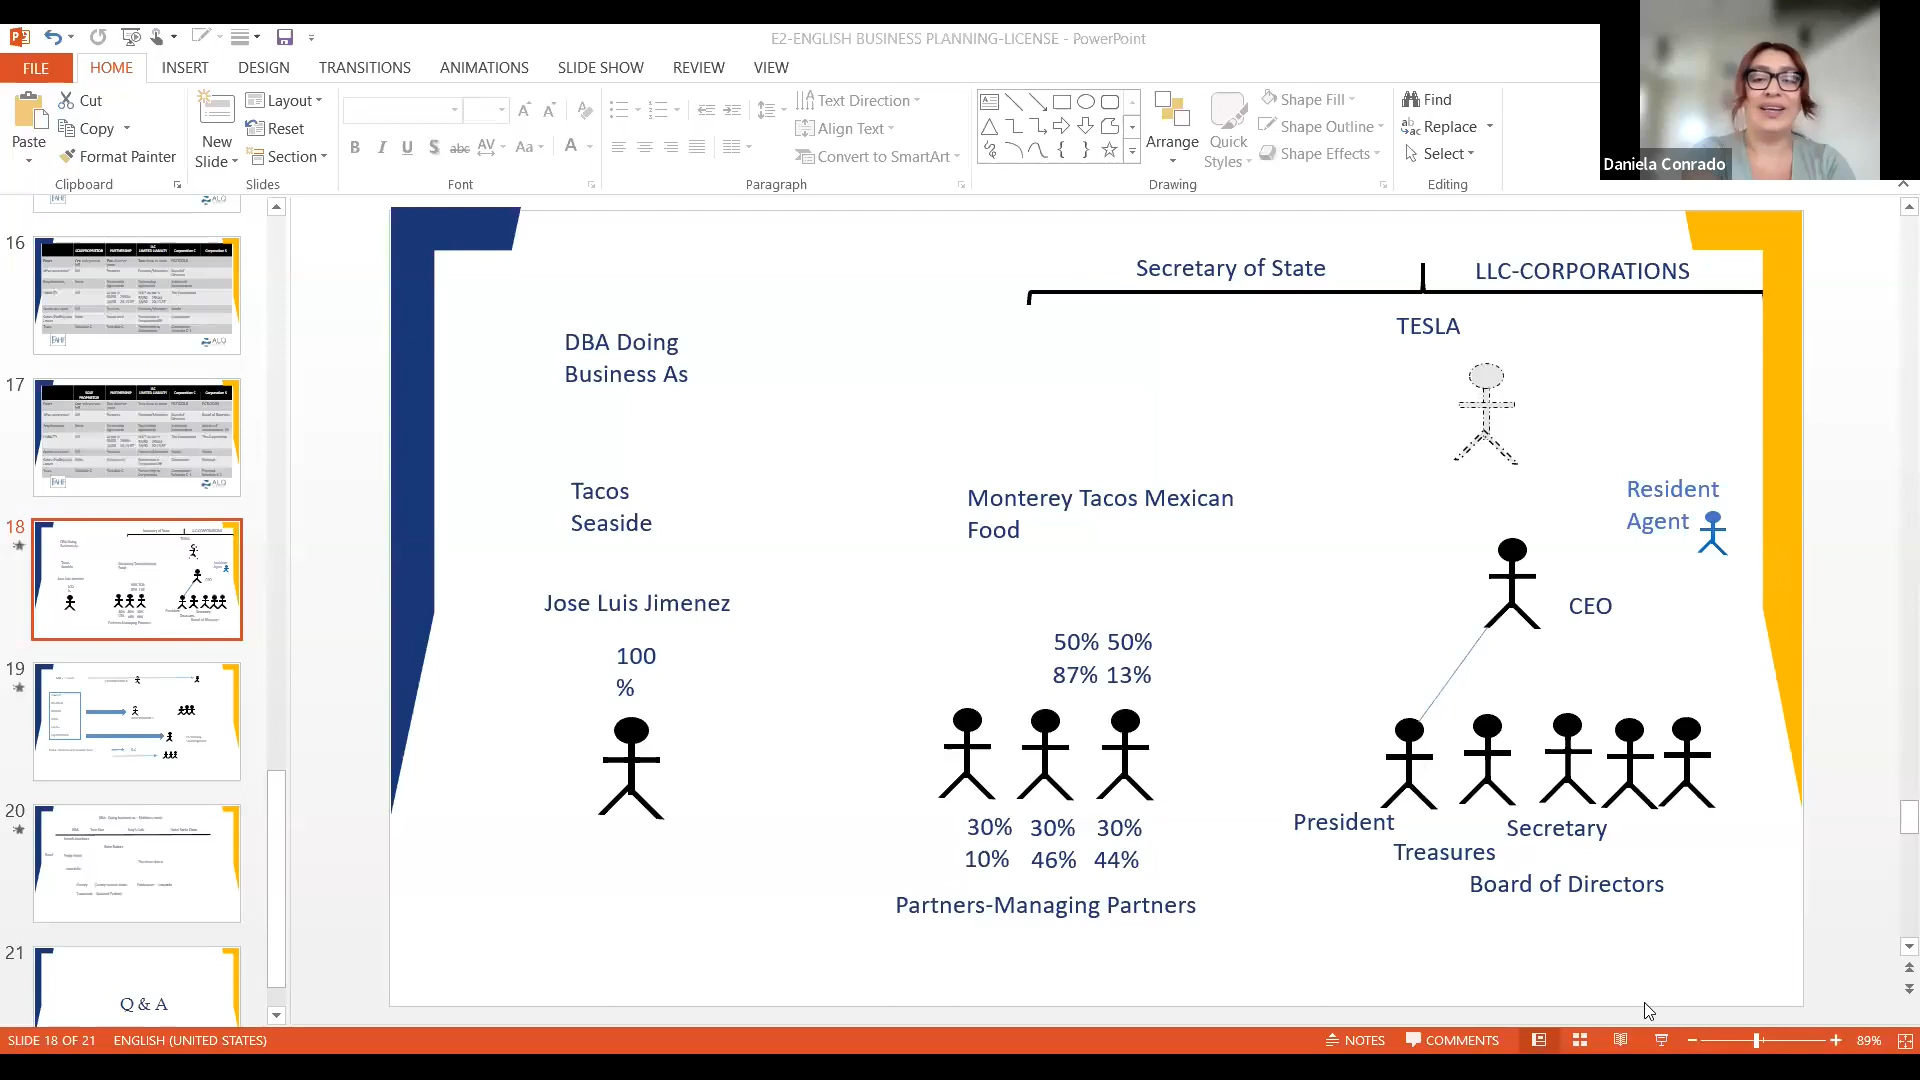 E2-ENGLISH BUSINESS PLANNING-LICENSE - PowerPoint
FILE
HOME
INSERT
DESIGN
TRANSITIONS
ANIMATIONS
SLIDE SHOW
REVIEW
VIEW
Paste
Cut
Copy
Format Painter
Clipboard
New
Slide
Layout
Reset
Section
Slides
Font
Text Direction
Align Text
Convert to SmartArt
Paragraph
Arrange
Quick
Styles
Shape Fill
Shape Outline
Shape Effects
Drawing
Find
Replace
Select
Editing
Daniela Conrado
16
17
18
19
20
21
Q & A
Secretary of State
LLC-CORPORATIONS
TESLA
DBA Doing
Business As
Tacos
Seaside
Monterey Tacos Mexican
Food
Resident
Agent
Jose Luis Jimenez
CEO
100
%
50% 50%
87% 13%
30% 30% 30%
10% 46% 44%
Partners-Managing Partners
President
Secretary
Treasures
Board of Directors
SLIDE 18 OF 21
ENGLISH (UNITED STATES)
NOTES
COMMENTS
89%